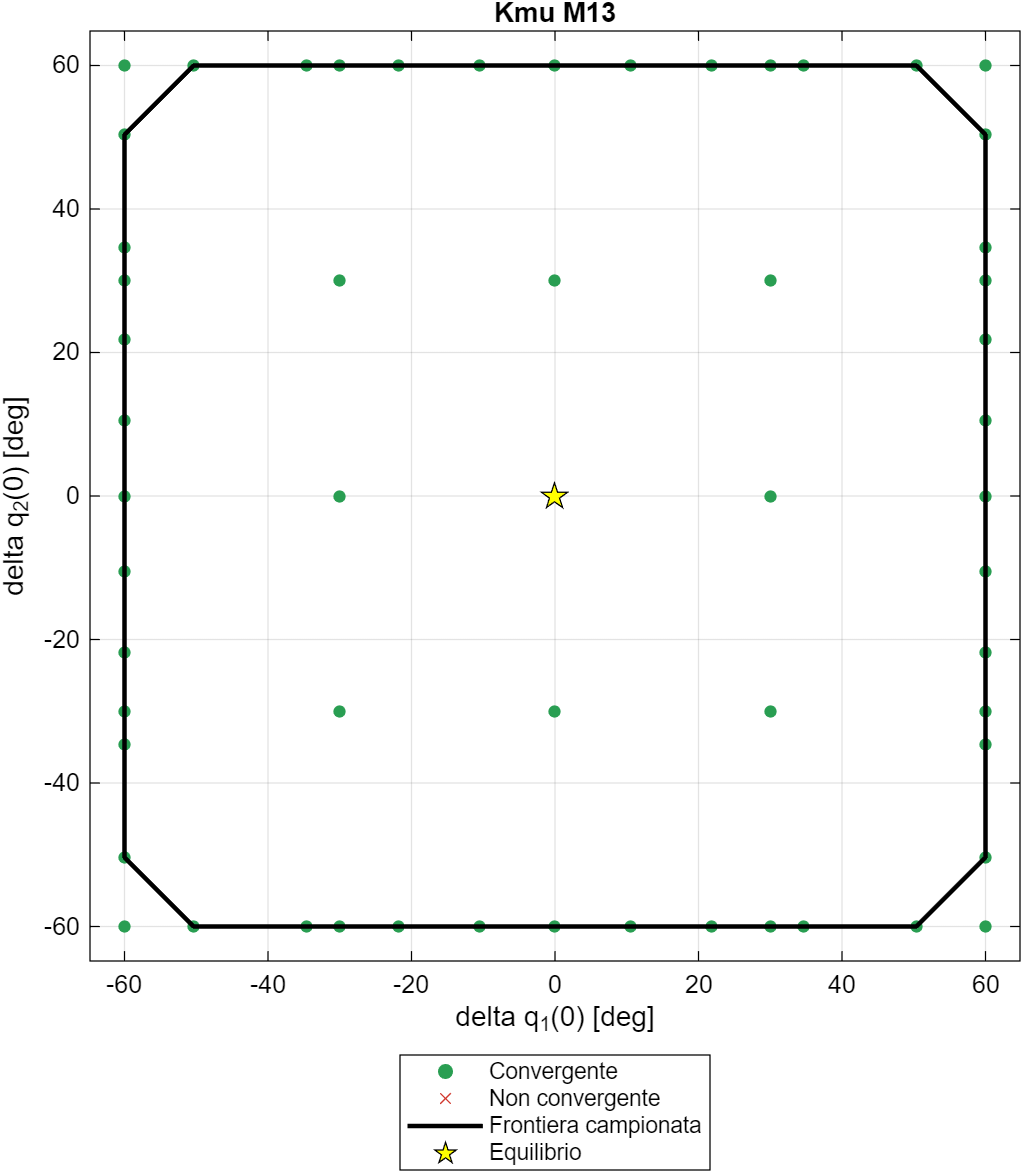 Kmu M13
60
40
20
0
-20
-40
-60
delta q₂(0) [deg]
-60 -40 -20 0 20 40 60
delta q₁(0) [deg]
Convergente
Non convergente
Frontiera campionata
Equilibrio